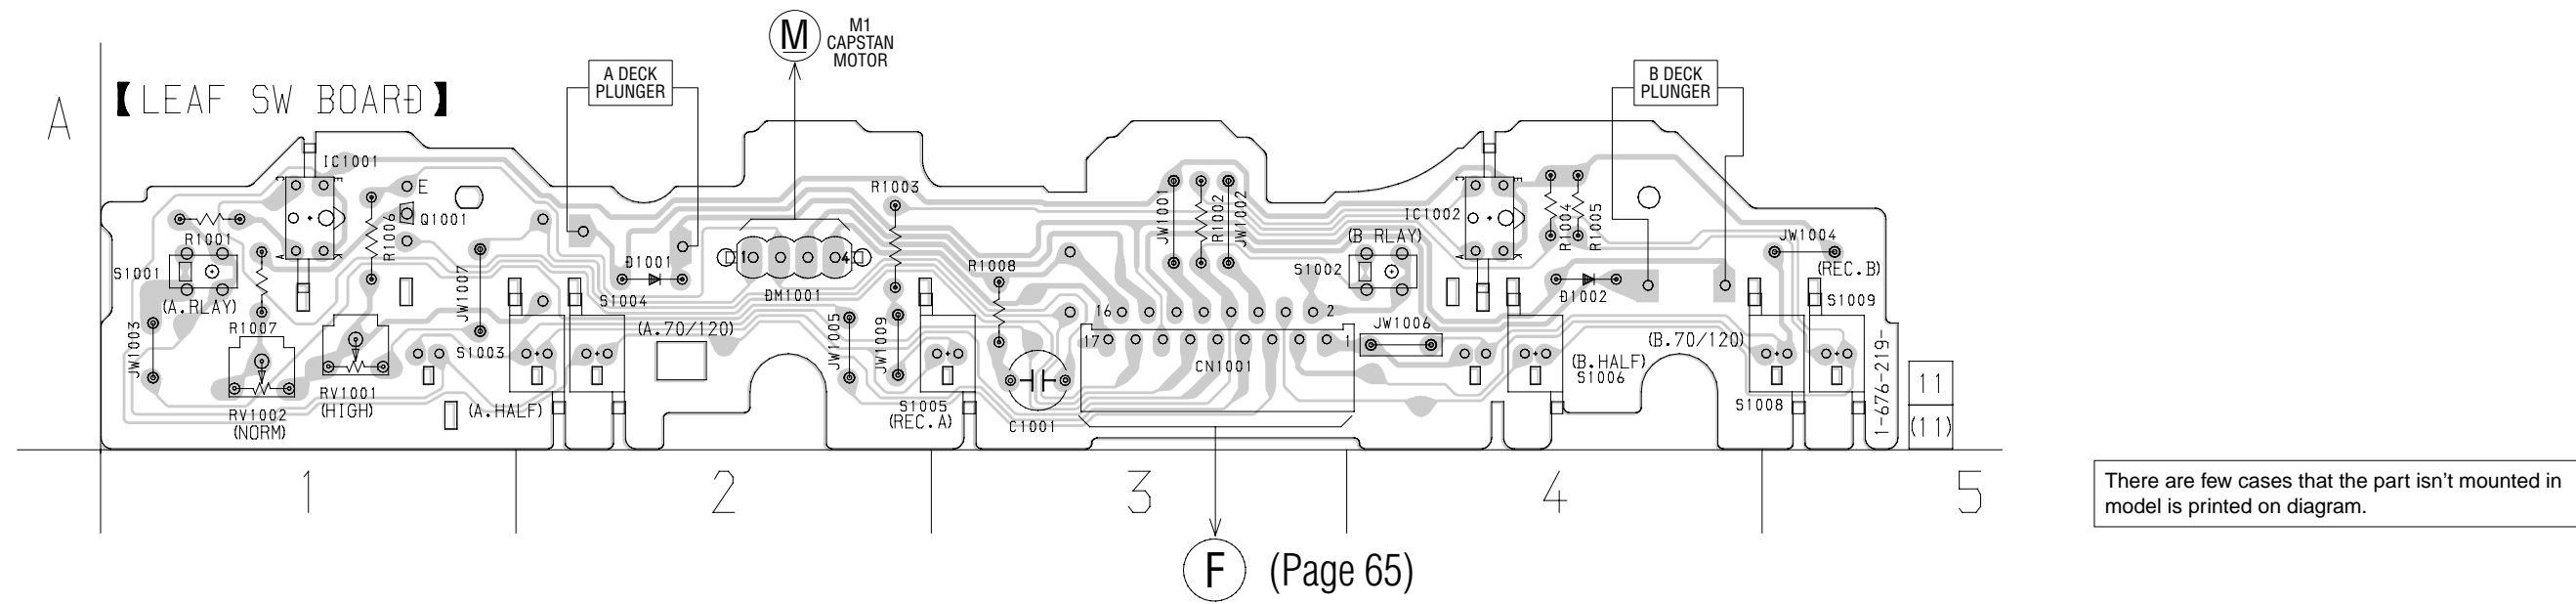 M
M1
CAPSTAN
MOTOR
A DECK
PLUNGER
B DECK
PLUNGER
A
【LEAF SW BOARD】
IC1001
C
E
A
K
E
Q1001
R1006
R1001
S1001
(A.RLAY)
R1007
JW1003
RV1002
(NORM)
RV1001
(HIGH)
JW1007
S1003
(A.HALF)
D1001
S1004
(A.70/120)
1
4
DM1001
R1003
JW1005
JW1009
S1005
(REC.A)
R1008
C1001
JW1001
R1002
JW1002
16
2
17
1
CN1001
(B RLAY)
S1002
JW1006
IC1002
C
E
A
K
R1004
R1005
D1002
(B.HALF)
S1006
(B.70/120)
S1008
JW1004
(REC.B)
S1009
1-676-219-
11
(11)
1
2
3
4
5
F
(Page 65)
There are few cases that the part isn't mounted in
model is printed on diagram.